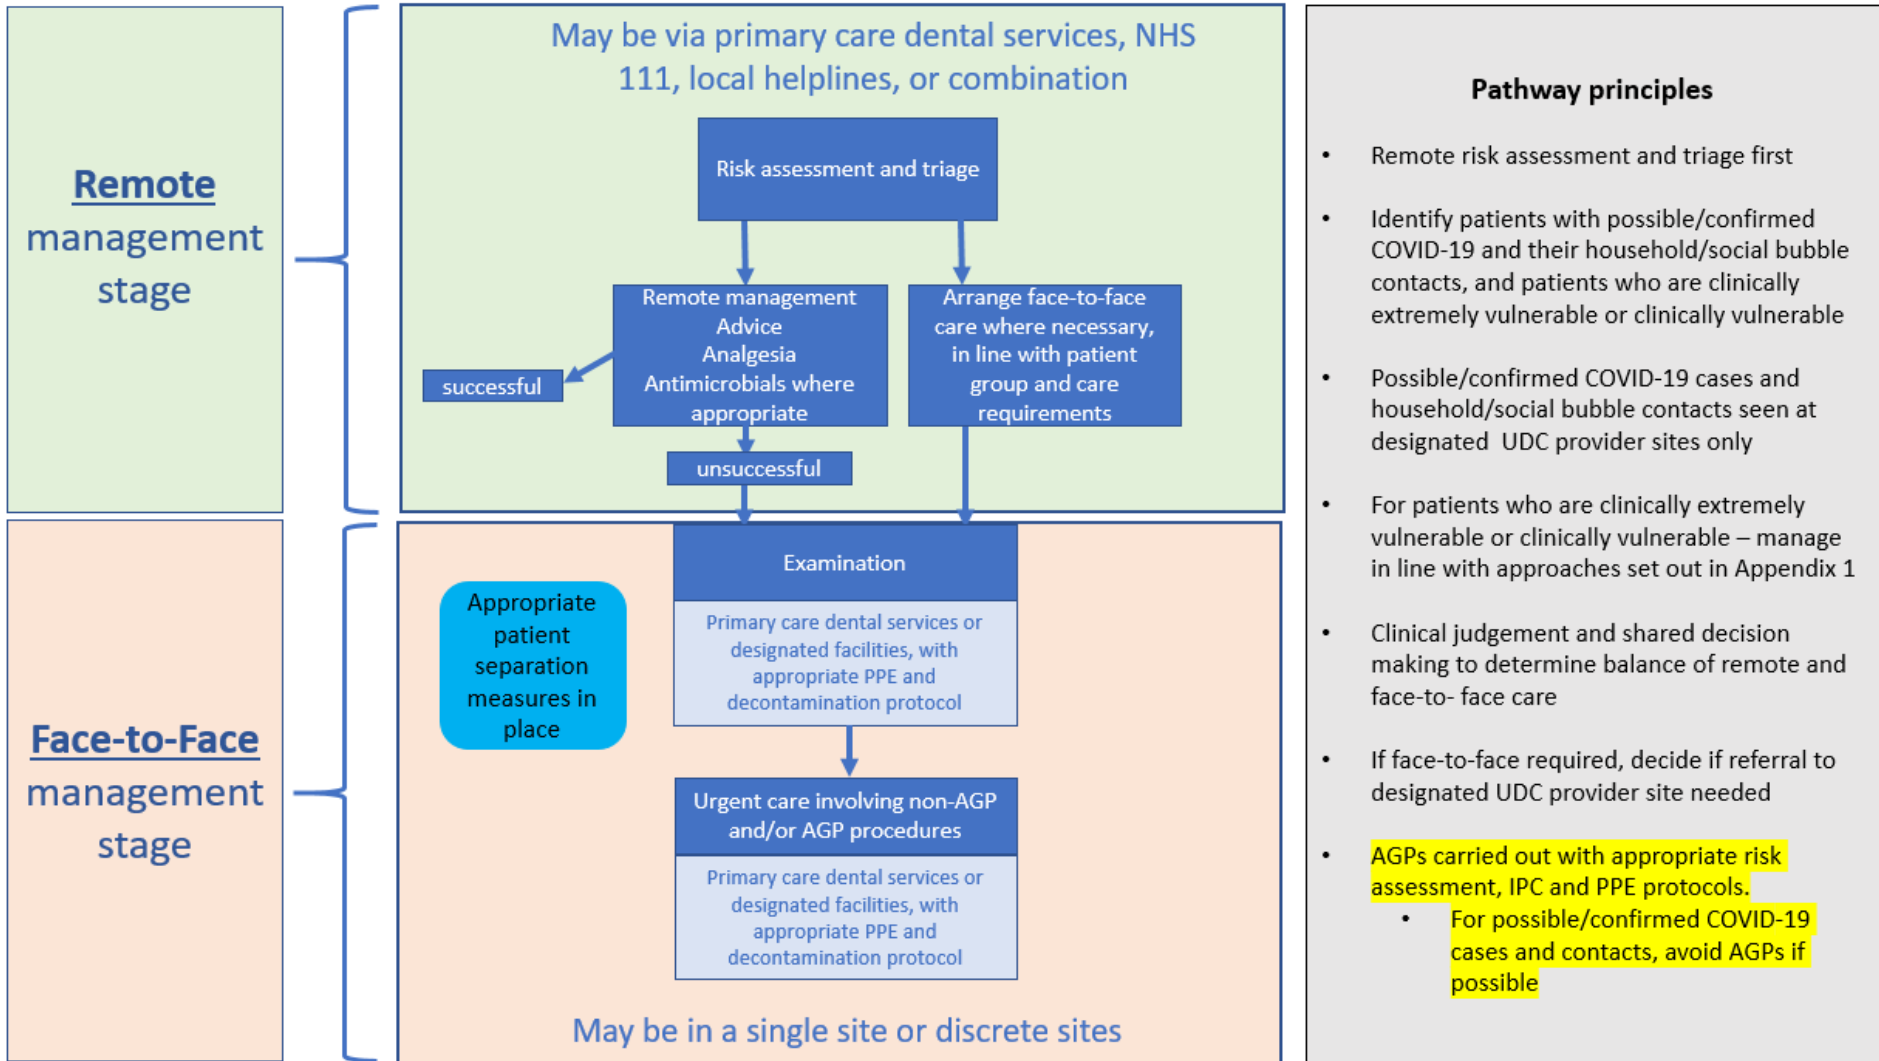 Remote
management
stage
May be via primary care dental services, NHS
111, local helplines, or combination
Risk assessment and triage
Remote management
Advice
Analgesia
Antimicrobials where
appropriate
Arrange face-to-face
care where necessary,
in line with patient
group and care
requirements
successful
unsuccessful
Face-to-Face
management
stage
Appropriate
patient
separation
measures in
place
Examination
Primary care dental services or
designated facilities, with
appropriate PPE and
decontamination protocol
Urgent care involving non-AGP
and/or AGP procedures
Primary care dental services or
designated facilities, with
appropriate PPE and
decontamination protocol
May be in a single site or discrete sites
Pathway principles
• Remote risk assessment and triage first
• Identify patients with possible/confirmed
COVID-19 and their household/social bubble
contacts, and patients who are clinically
extremely vulnerable or clinically vulnerable
• Possible/confirmed COVID-19 cases and
household/social bubble contacts seen at
designated UDC provider sites only
• For patients who are clinically extremely
vulnerable or clinically vulnerable – manage
in line with approaches set out in Appendix 1
• Clinical judgement and shared decision
making to determine balance of remote and
face-to- face care
• If face-to-face required, decide if referral to
designated UDC provider site needed
• AGPs carried out with appropriate risk
assessment, IPC and PPE protocols.
• For possible/confirmed COVID-19
cases and contacts, avoid AGPs if
possible